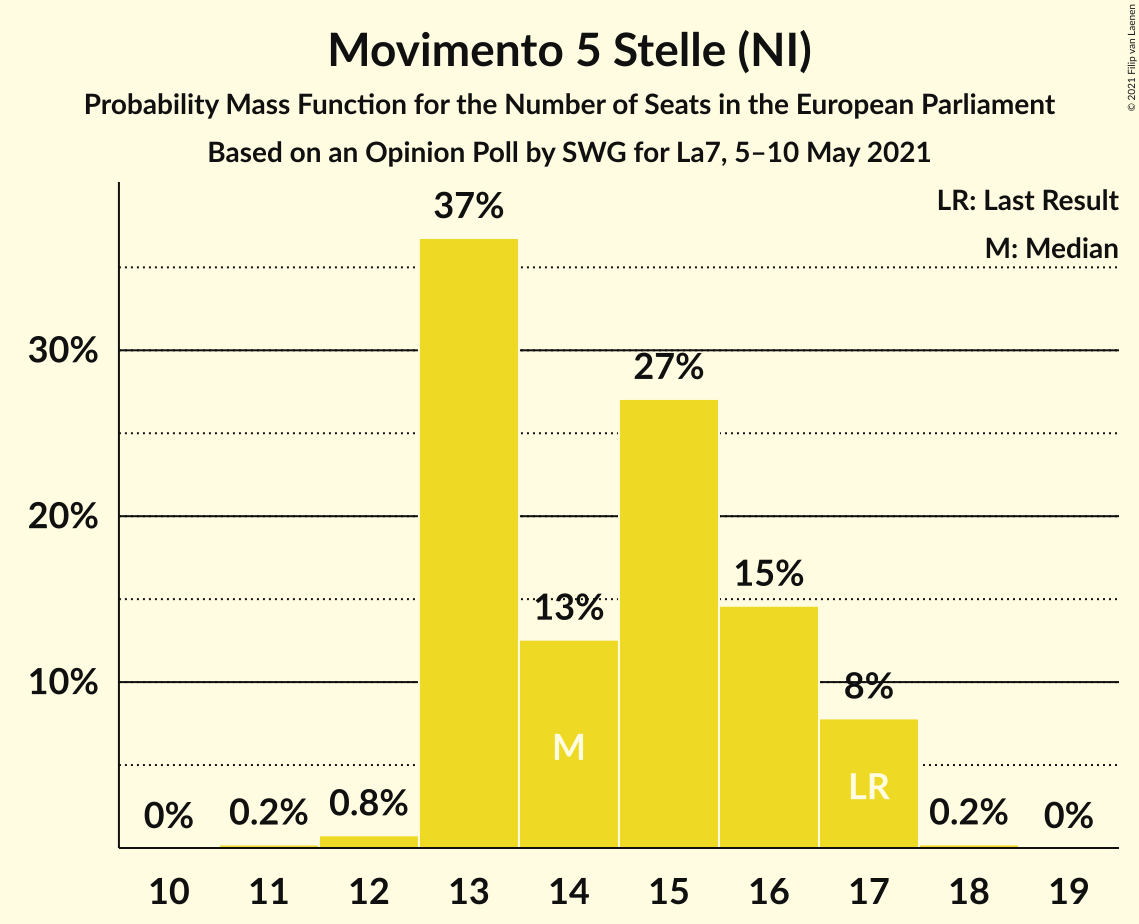 Movimento 5 Stelle (NI)
Probability Mass Function for the Number of Seats in the European Parliament
Based on an Opinion Poll by SWG for La7, 5–10 May 2021
© 2021 Filip van Laenen
LR: Last Result
M: Median
37%
30%
27%
20%
15%
13%
10%
8%
M
LR
0%
0.2%
0.8%
0.2%
0%
10 11 12 13 14 15 16 17 18 19